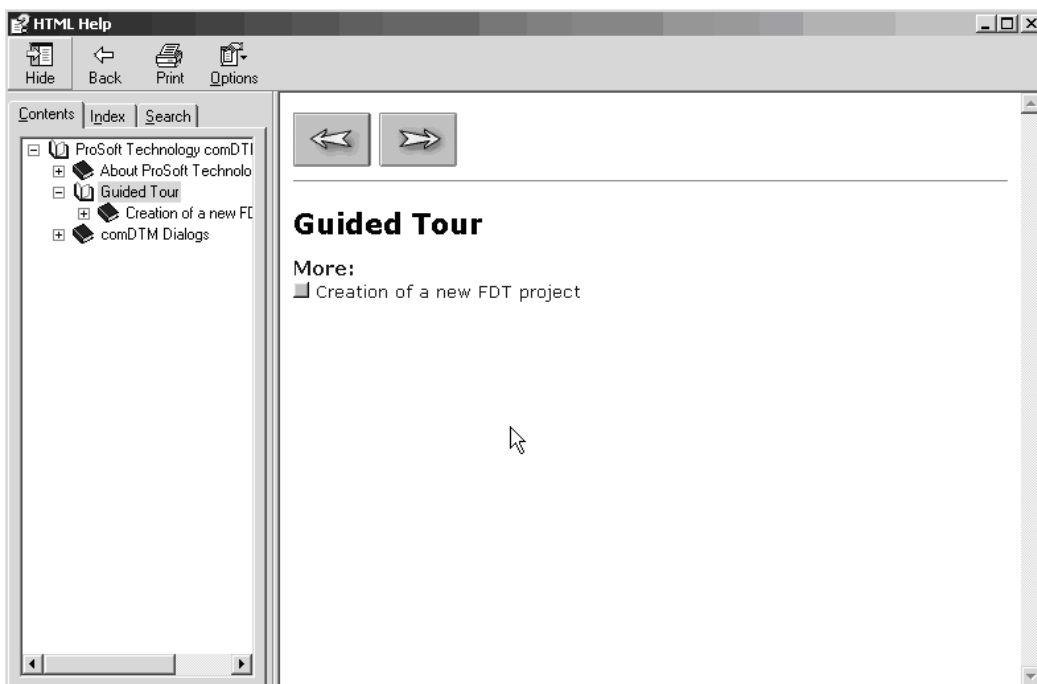 HTML Help
Hide Back Print Options
Contents Index Search
ProSoft Technology comDT
About ProSoft Technolo
Guided Tour
Creation of a new FD
comDTM Dialogs
Guided Tour
More:
Creation of a new FDT project